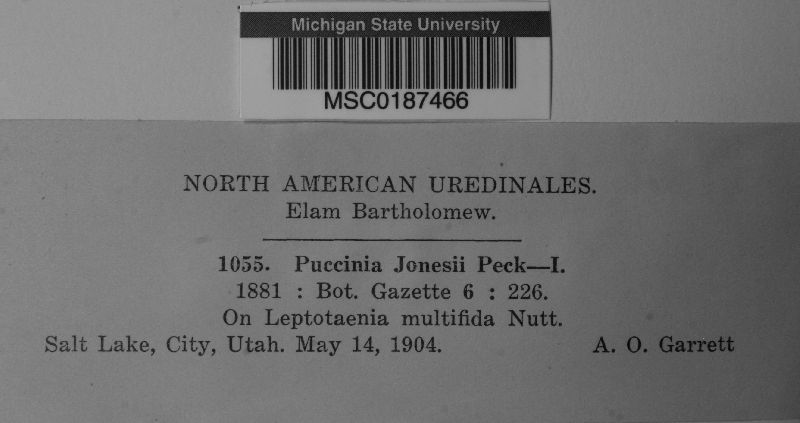 Michigan State University
MSC0187466
NORTH AMERICAN UREDINALES.
Elam Bartholomew.
1055. Puccinia Jonesii Peck—I.
1881 : Bot. Gazette 6 : 226.
On Leptotaenia multifida Nutt.
Salt Lake, City, Utah. May 14, 1904. A. O. Garrett